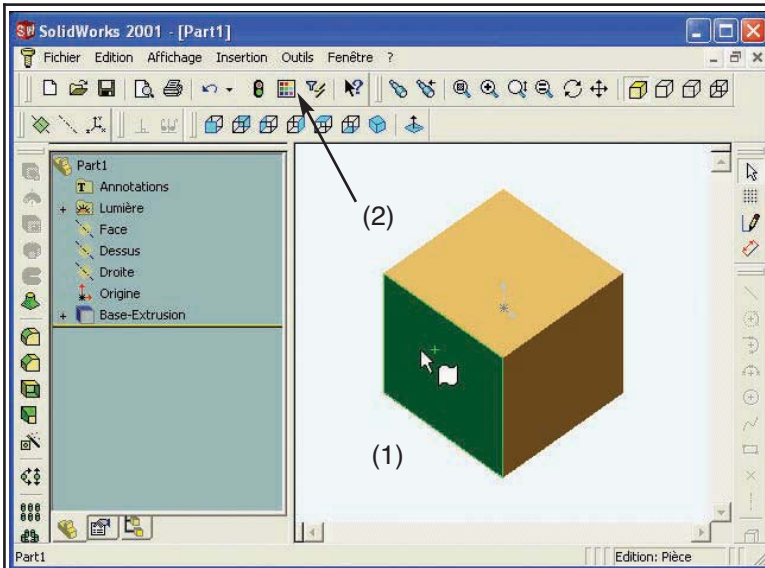 SolidWorks 2001 - [Part1]
Fichier Edition Affichage Insertion Outils Fenêtre ?
Part1
Annotations
Lumière
Face
Dessus
Droite
Origine
Base-Extrusion
(2)
(1)
Part1
Edition: Pièce